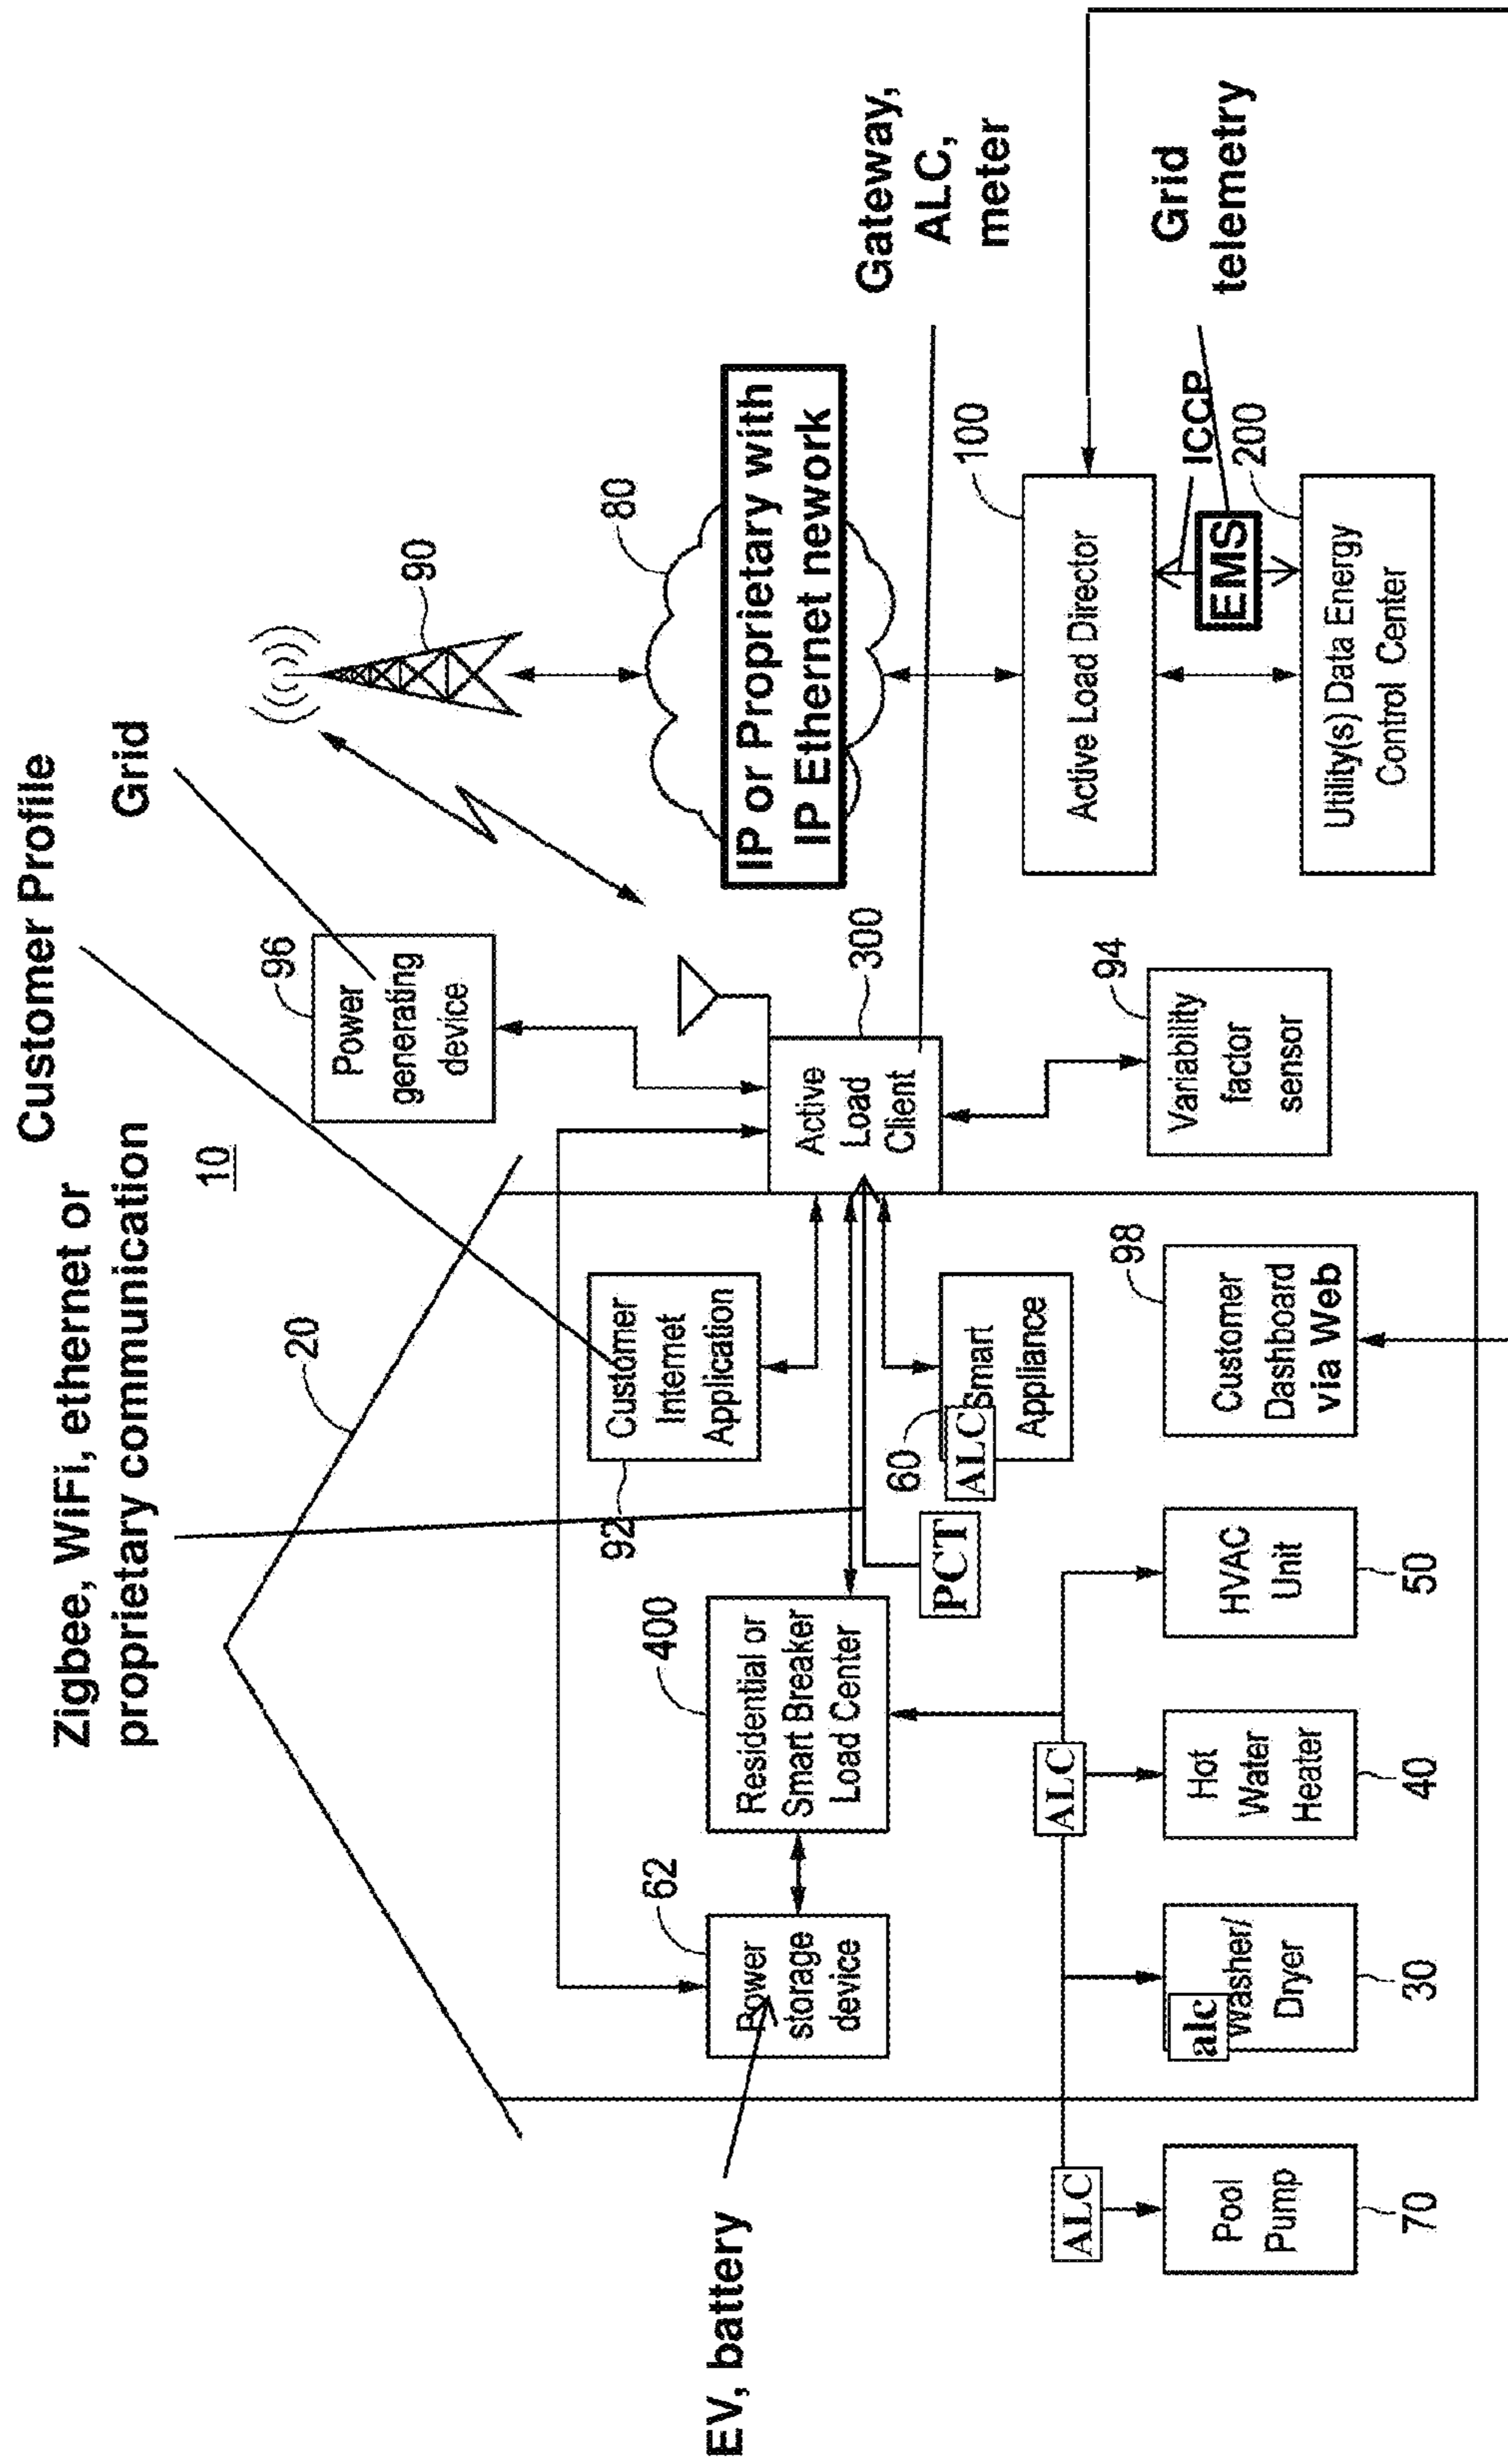 Customer Profile
Grid
Zigbee, WiFi, ethernet or
proprietary communication
10
20
96
Power
generating
device
90
80
IP or Proprietary with
IP Ethernet nework
Gateway,
ALC,
meter
Grid
telemetry
EV, battery
62
Power
storage
device
400
Residential or
Smart Breaker
Load Center
92
Customer
Internet
Application
Active
Load
Client
300
PCT
60
ALC
Smart
Appliance
100
Active Load Director
ICCP
EMS
200
Utility(s) Data Energy
Control Center
94
Variability
factor
sensor
98
Customer
Dashboard
via Web
ALC
Pool
Pump
70
alc
Washer/
Dryer
30
ALC
Hot
Water
Heater
40
HVAC
Unit
50